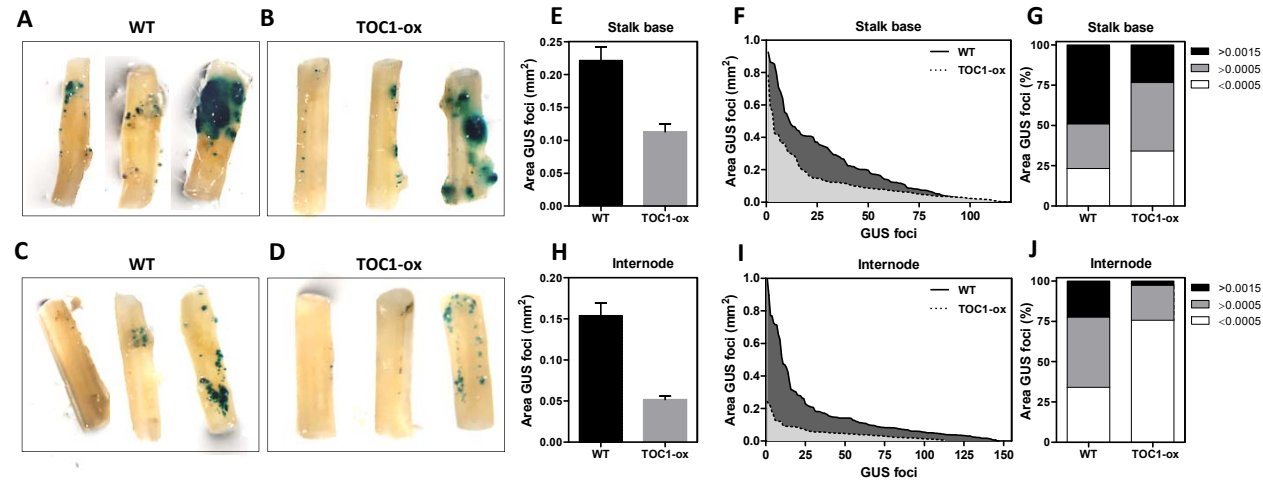 A
WT
B
TOC1-ox
C
WT
D
TOC1-ox
E
Stalk base
Area GUS foci (mm²)
0.25
0.20
0.15
0.10
0.05
0.00
WT
TOC1-ox
F
Stalk base
Area GUS foci (mm²)
1.0
0.8
0.6
0.4
0.2
0.0
WT
TOC1-ox
0
25
50
75
100
GUS foci
G
Stalk base
Area GUS foci (%)
100
75
50
25
0
WT
TOC1-ox
>0.0015
>0.0005
<0.0005
H
Internode
Area GUS foci (mm²)
0.20
0.15
0.10
0.05
0.00
WT
TOC1-ox
I
Internode
Area GUS foci (mm²)
1.0
0.8
0.6
0.4
0.2
0.0
WT
TOC1-ox
0
25
50
75
100
125
150
GUS foci
J
Internode
Area GUS foci (%)
100
75
50
25
0
WT
TOC1-ox
>0.0015
>0.0005
<0.0005